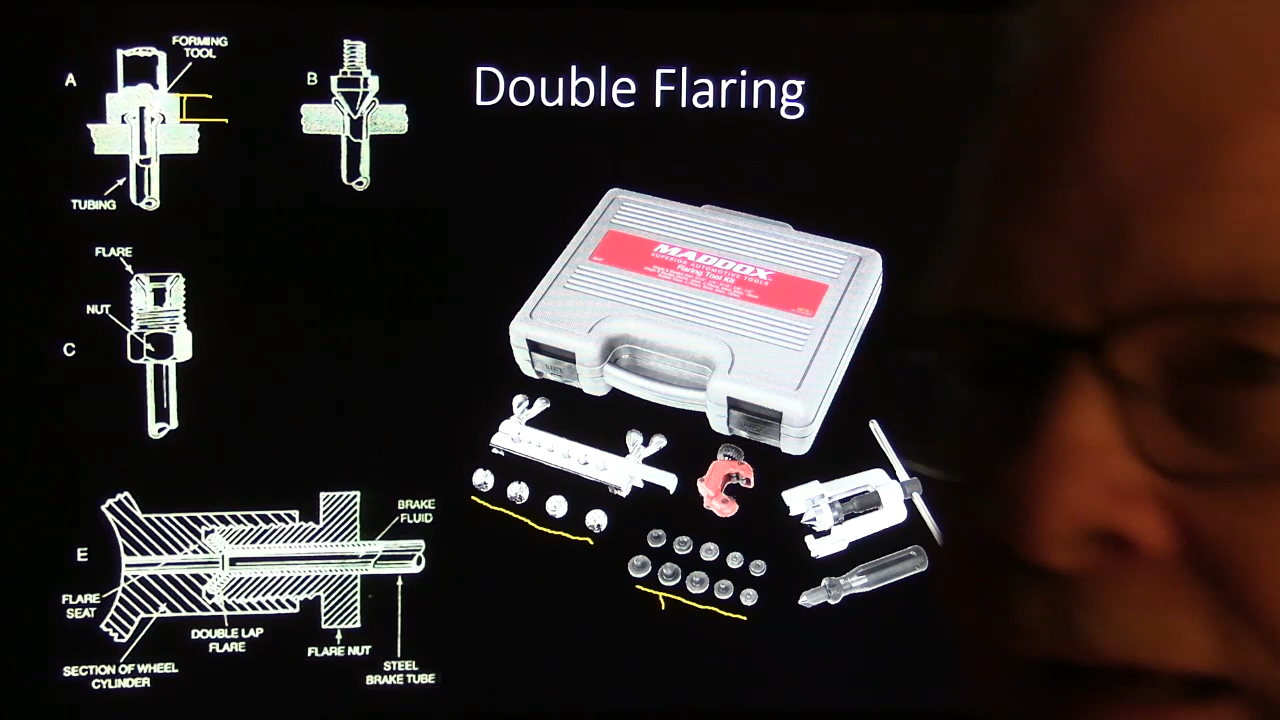 Double Flaring
A
FORMING
TOOL
TUBING
B
FLARE
NUT
C
MADDOX
SUPERIOR AUTOMOTIVE TOOLS
Flaring Tool Kit
E
BRAKE
FLUID
FLARE
SEAT
DOUBLE LAP
FLARE
FLARE NUT
SECTION OF WHEEL
CYLINDER
STEEL
BRAKE TUBE